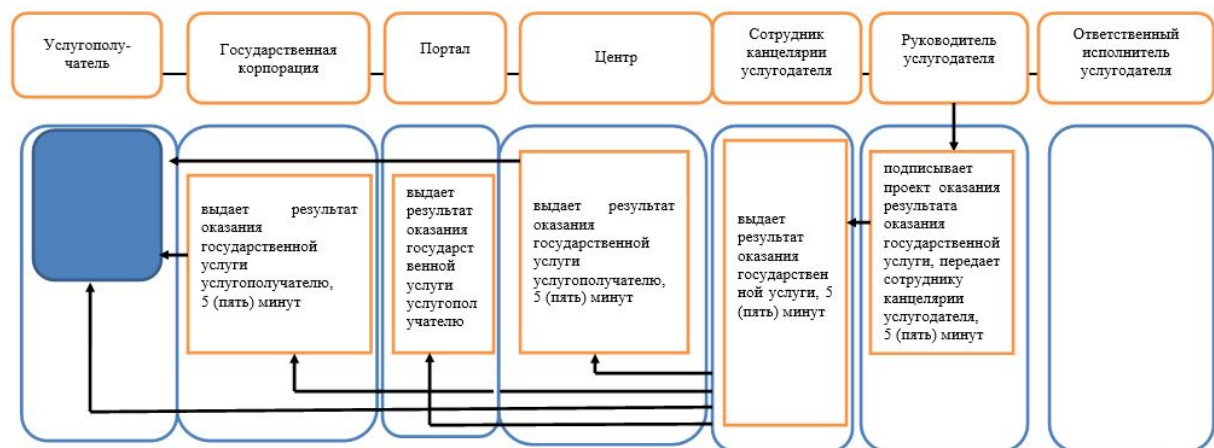 Услугополу-
чатель
Государственная
корпорация
Портал
Центр
Сотрудник
канцелярии
услугодателя
Руководитель
услугодателя
Ответственный
исполнитель
услугодателя
выдает результат
оказания
государственной
услуги
услугополучателю,
5 (пять) минут
выдает
результат
оказания
государст
венной
услуги
услугопол
учателю
выдает результат
оказания
государственной
услуги
услугополучателю,
5 (пять) минут
выдает
результат
оказания
государствен
ной услуги, 5
(пять) минут
подписывает
проект оказания
результата
оказания
государственной
услуги, передает
сотруднику
канцелярии
услугодателя,
5 (пять) минут